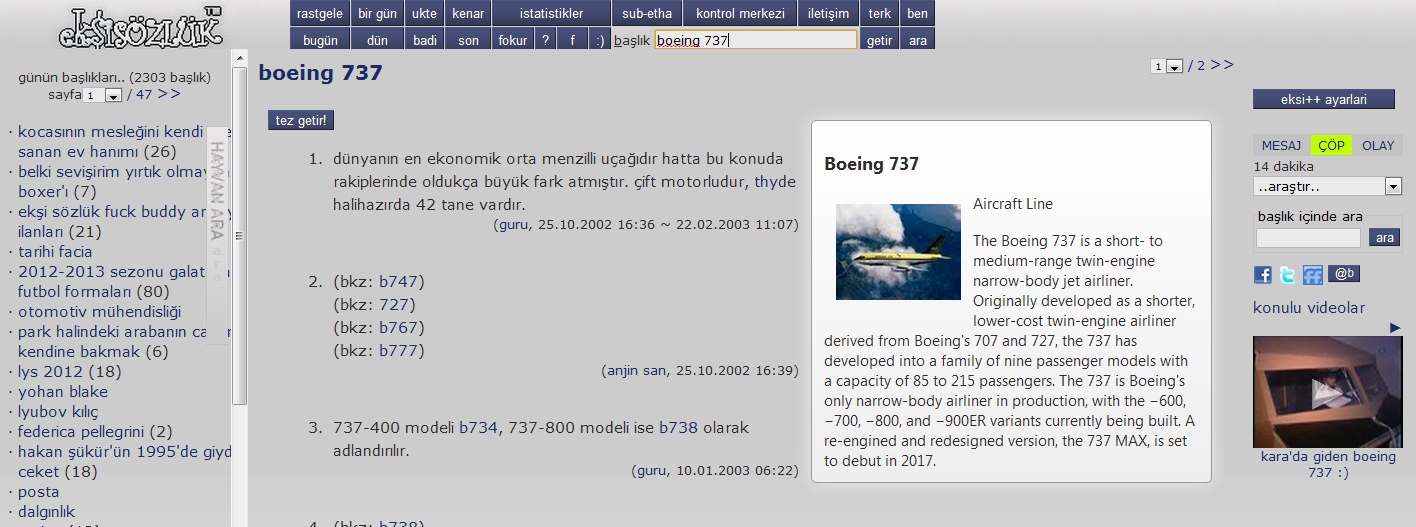 ekşisözlük
rastgele bir gün ukte kenar istatistikler sub-etha kontrol merkezi iletişim terk ben
bugün dün badi son fokur ? f :) başlık boeing 737 getir ara
günün başlıkları.. (2303 başlık)
sayfa 1 / 47 >>
· kocasının mesleğini kendi
sanan ev hanımı (26)
· belki sevişirim yırtık
boxer'ı (7)
· ekşi sözlük fuck buddy
ilanları (21)
· tarihi facia
· 2012-2013 sezonu
futbol formaları (80)
· otomotiv mühendisliği
· park halindeki arabanın
kendine bakmak (6)
· lys 2012 (18)
· yohan blake
· lyubov kılıç
· federica pellegrini (2)
· hakan şükür'ün 1995'de
ceket (18)
· posta
· dalgınlık
HAYVAN ARA ara
boeing 737
1 / 2 >>
tez getir!
1. dünyanın en ekonomik orta menzilli uçağıdır hatta bu konuda
rakiplerinde oldukça büyük fark atmıştır. çift motorludur, thyde
halihazırda 42 tane vardır.
(guru, 25.10.2002 16:36 ~ 22.02.2003 11:07)
2. (bkz: b747)
(bkz: 727)
(bkz: b767)
(bkz: b777)
(anjin san, 25.10.2002 16:39)
3. 737-400 modeli b734, 737-800 modeli ise b738 olarak
adlandırılır.
(guru, 10.01.2003 06:22)
4. (bkz: b738)
Boeing 737
Aircraft Line
The Boeing 737 is a short- to
medium-range twin-engine
narrow-body jet airliner.
Originally developed as a shorter,
lower-cost twin-engine airliner
derived from Boeing's 707 and 727, the 737 has
developed into a family of nine passenger models with
a capacity of 85 to 215 passengers. The 737 is Boeing's
only narrow-body airliner in production, with the −600,
−700, −800, and −900ER variants currently being built. A
re-engined and redesigned version, the 737 MAX, is set
to debut in 2017.
eksi++ ayarlari
MESAJ ÇÖP OLAY
14 dakika
..araştır..
başlık içinde ara
ara
@b
konulu videolar
kara'da giden boeing
737 :)